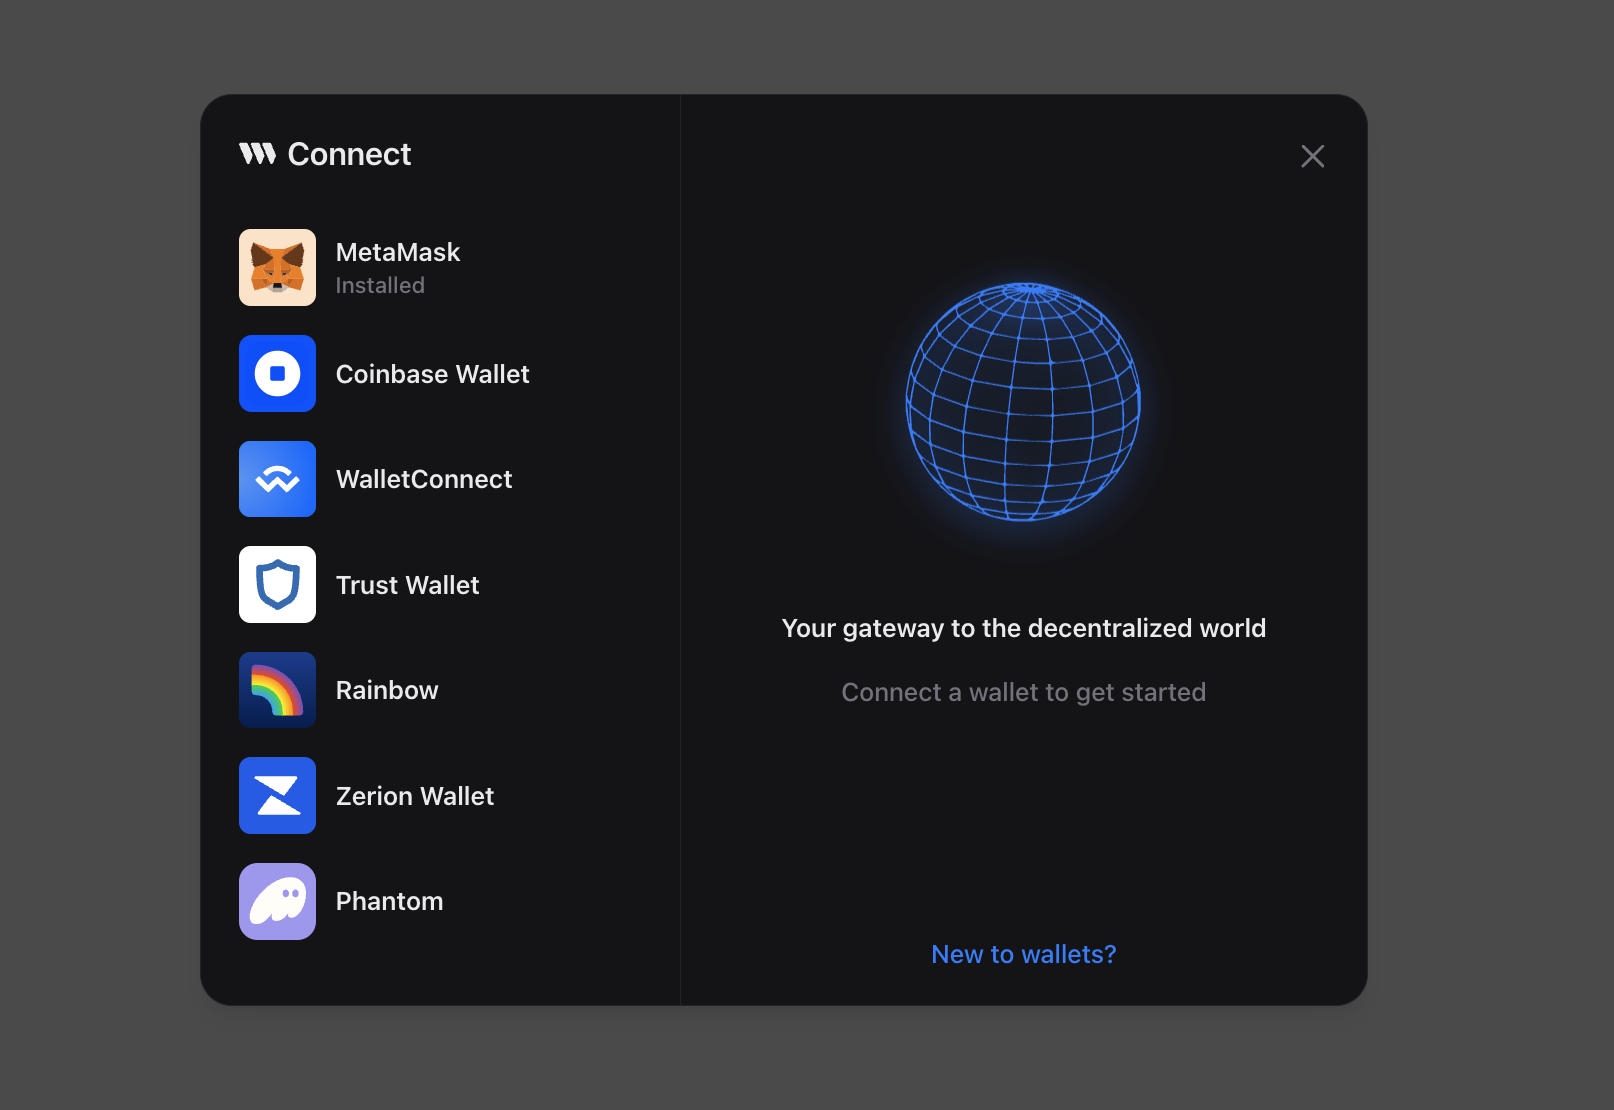 Connect
MetaMask
Installed
Coinbase Wallet
WalletConnect
Trust Wallet
Rainbow
Zerion Wallet
Phantom
Your gateway to the decentralized world
Connect a wallet to get started
New to wallets?